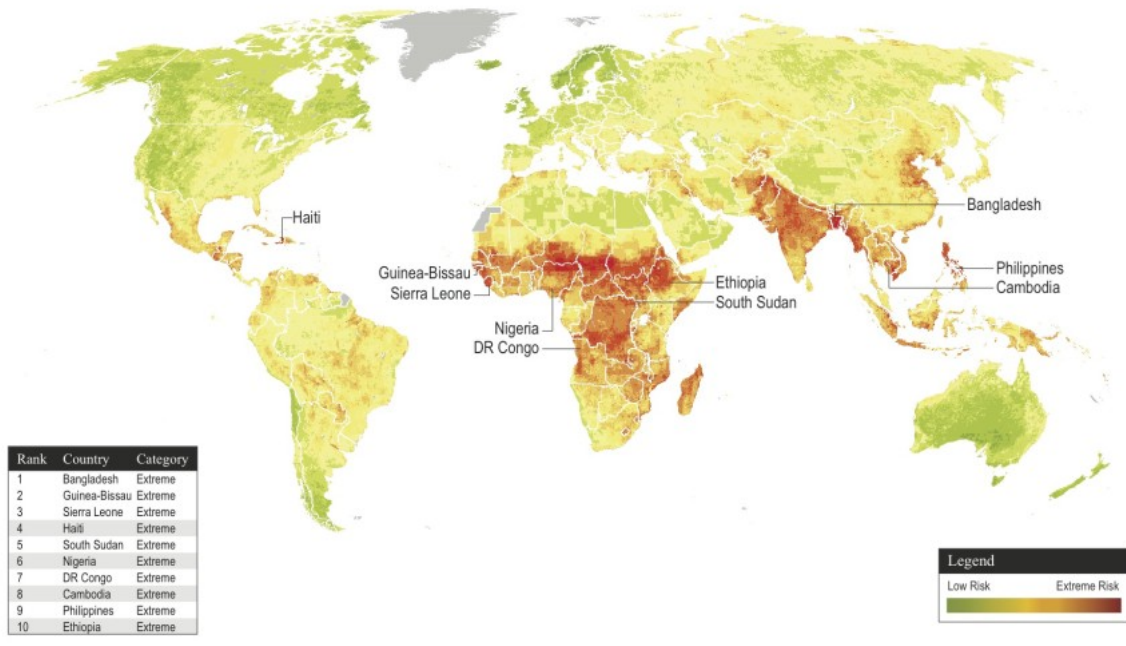 Haiti
Bangladesh
Guinea-Bissau
Sierra Leone
Ethiopia
South Sudan
Philippines
Cambodia
Nigeria
DR Congo
Rank Country Category
1 Bangladesh Extreme
2 Guinea-Bissau Extreme
3 Sierra Leone Extreme
4 Haiti Extreme
5 South Sudan Extreme
6 Nigeria Extreme
7 DR Congo Extreme
8 Cambodia Extreme
9 Philippines Extreme
10 Ethiopia Extreme
Legend
Low Risk Extreme Risk